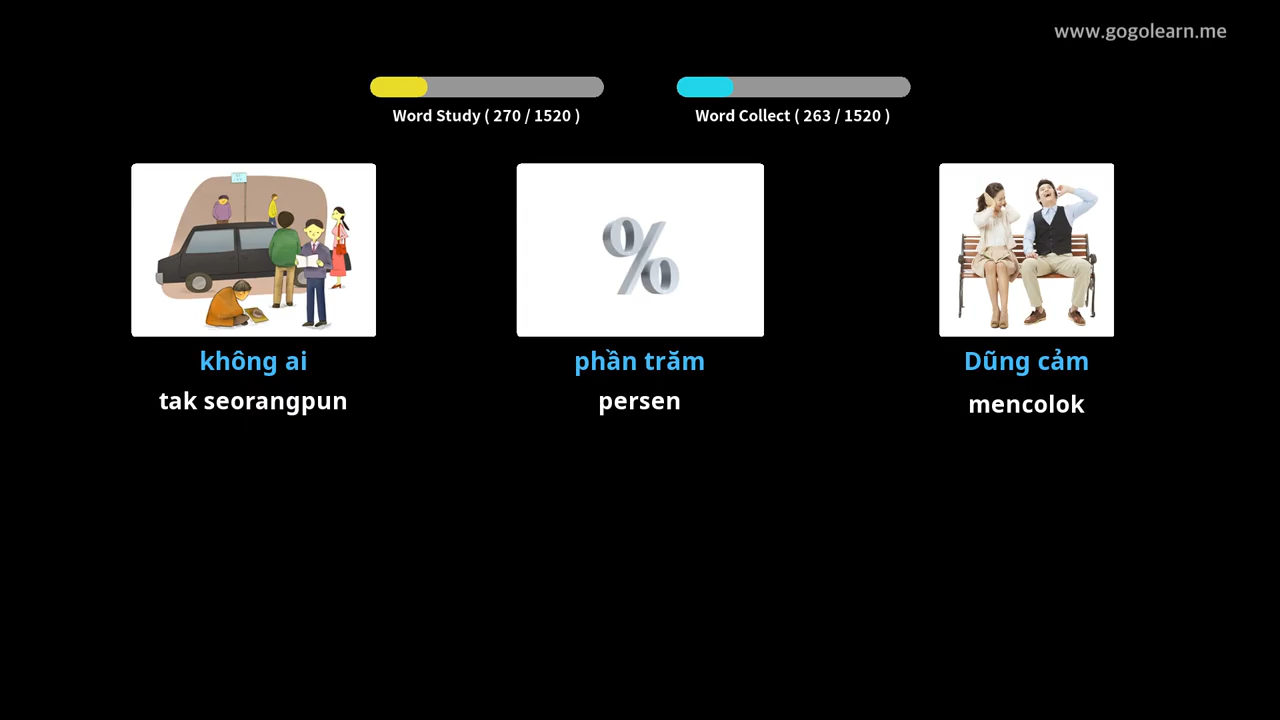 www.gogolearn.me
Word Study ( 270 / 1520 )
Word Collect ( 263 / 1520 )
%
không ai
phần trăm
Dũng cảm
tak seorangpun
persen
mencolok